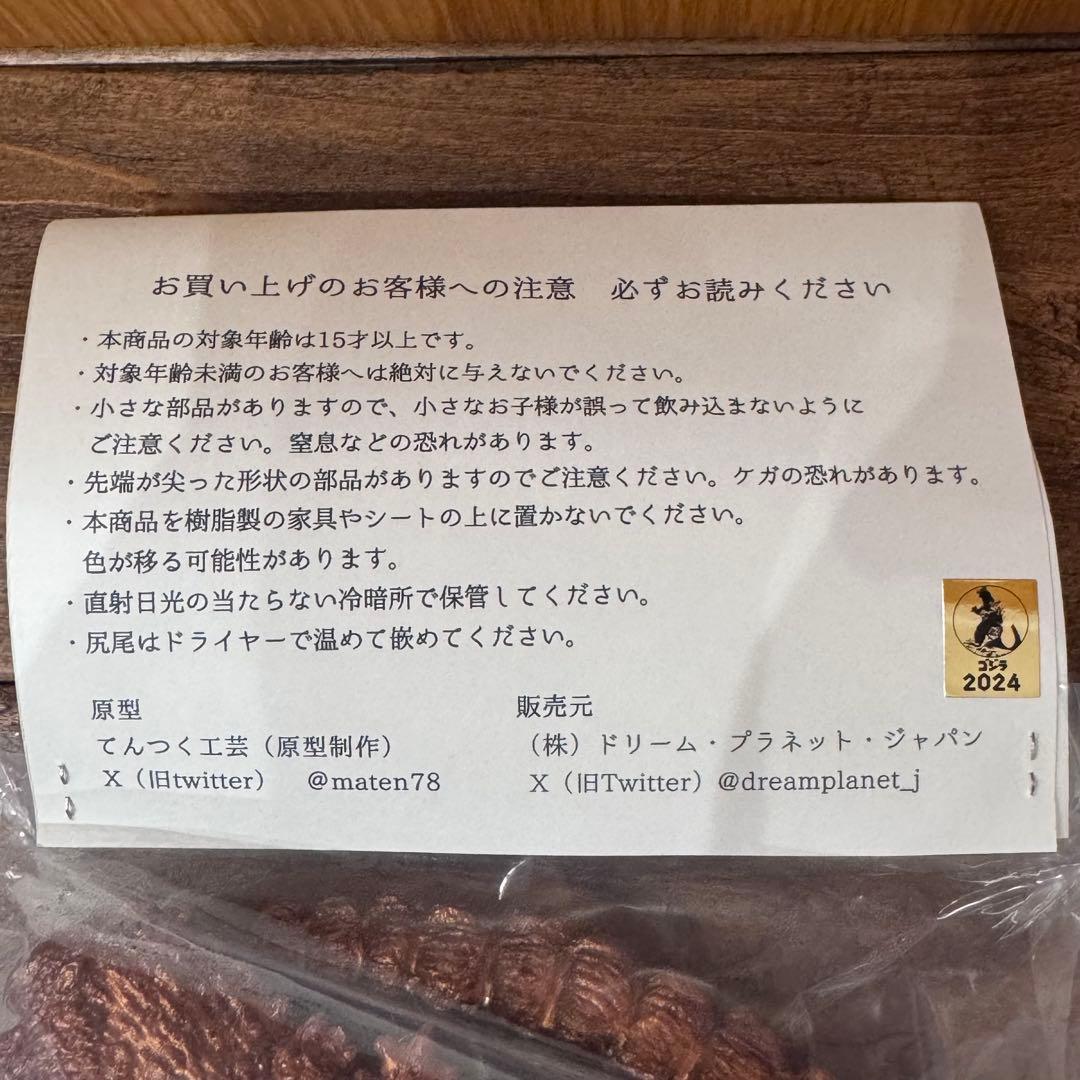 お買い上げのお客様への注意　必ずお読みください
・本商品の対象年齢は15才以上です。
・対象年齢未満のお客様へは絶対に与えないでください。
・小さな部品がありますので、小さなお子様が誤って飲み込まないように
ご注意ください。窒息などの恐れがあります。
・先端が尖った形状の部品がありますのでご注意ください。ケガの恐れがあります。
・本商品を樹脂製の家具やシートの上に置かないでください。
色が移る可能性があります。
・直射日光の当たらない冷暗所で保管してください。
・尻尾はドライヤーで温めて嵌めてください。
原型
てんつく工芸（原型制作）
X（旧twitter）　@maten78
販売元
（株）ドリーム・プラネット・ジャパン
X（旧Twitter）@dreamplanet_j
ゴジラ
2024